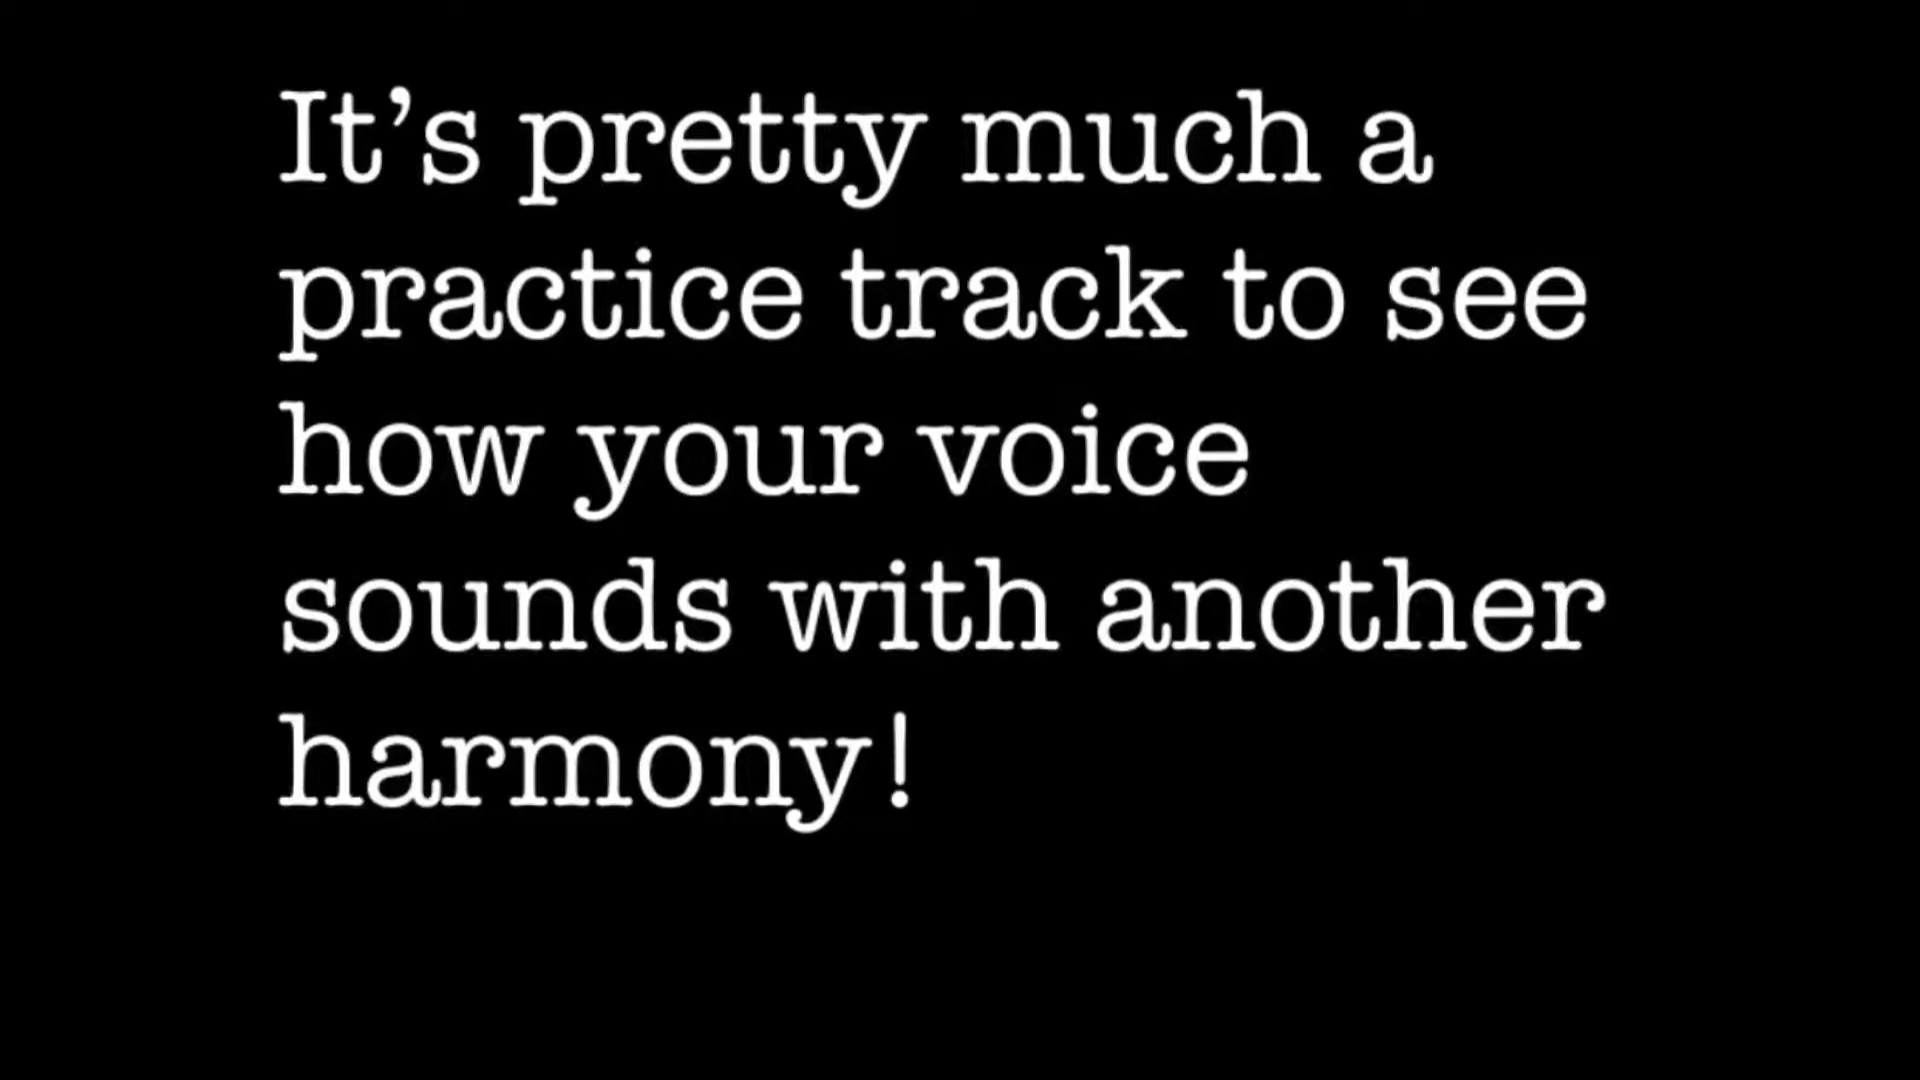 It’s pretty much a
practice track to see
how your voice
sounds with another
harmony!